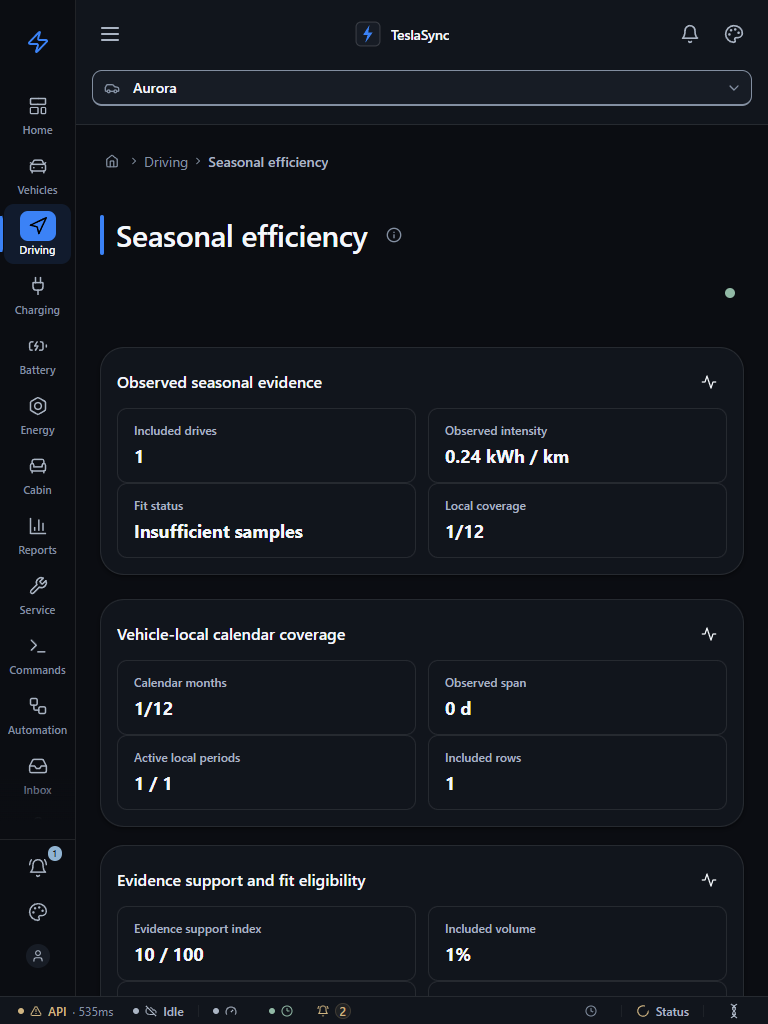 TeslaSync
Aurora
Home
Vehicles
Driving
Charging
Battery
Energy
Cabin
Reports
Service
Commands
Automation
Inbox
1
Driving
Seasonal efficiency
Seasonal efficiency
Observed seasonal evidence
Included drives
1
Observed intensity
0.24 kWh / km
Fit status
Insufficient samples
Local coverage
1/12
Vehicle-local calendar coverage
Calendar months
1/12
Observed span
0 d
Active local periods
1 / 1
Included rows
1
Evidence support and fit eligibility
Evidence support index
10 / 100
Included volume
1%
API · 535ms
Idle
2
Status